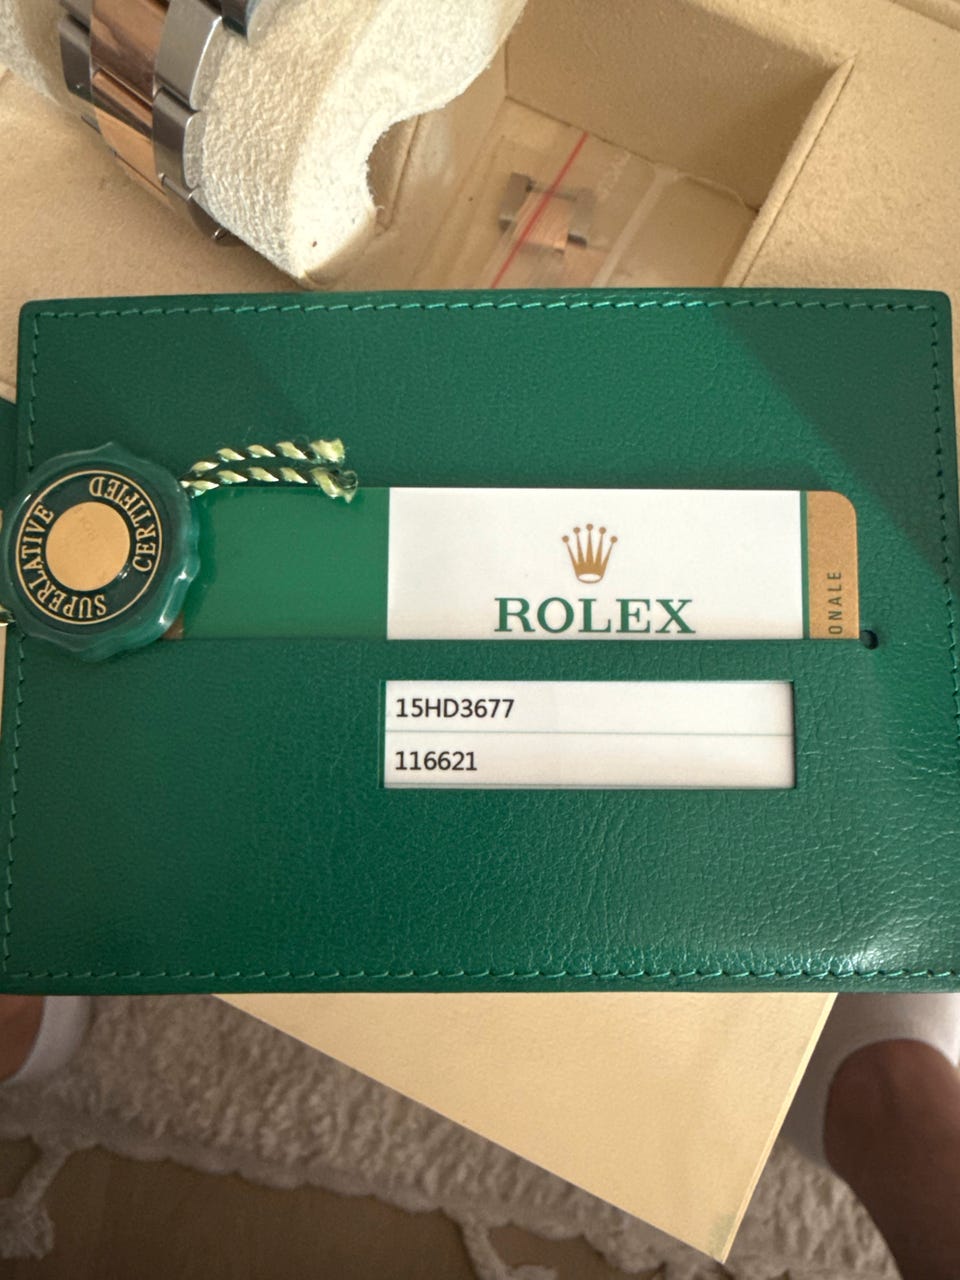 SUPERLATIVE CERTIFIED
ROLEX
ONALE
15HD3677
116621